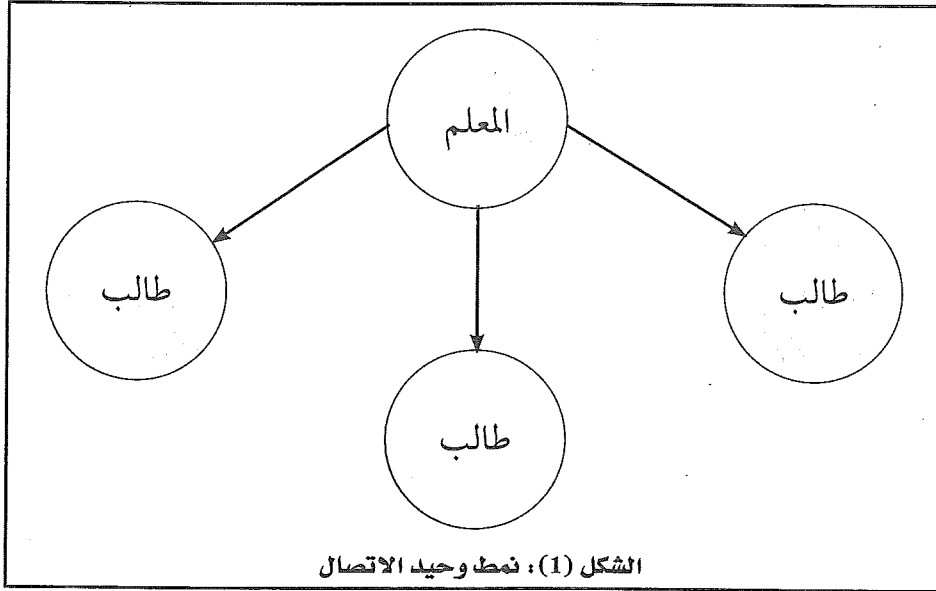 المعلم
طالب
طالب
طالب
الشكل (1): نمط وحيد الاتصال